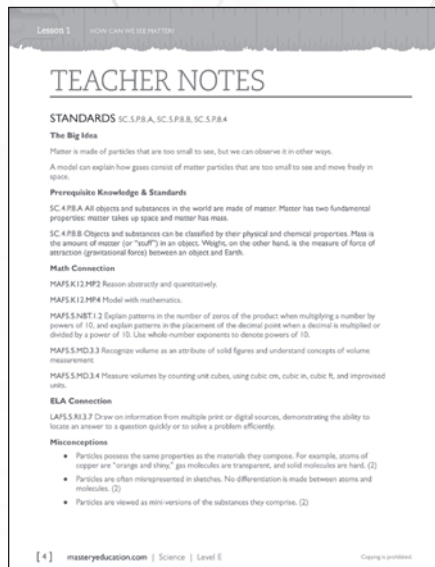 Lesson 1 HOW CAN WE SEE MATTER?
TEACHER NOTES
STANDARDS SC.5.P.8.A, SC.5.P.8.B, SC.5.P.8.4
The Big Idea
Matter is made of particles that are too small to see, but we can observe it in other ways.
A model can explain how gases consist of matter particles that are too small to see and move freely in
space.
Prerequisite Knowledge & Standards
SC.4.P.8.A All objects and substances in the world are made of matter. Matter has two fundamental
properties: matter takes up space and matter has mass.
SC.4.P.8.B Objects and substances can be classified by their physical and chemical properties. Mass is
the amount of matter (or "stuff") in an object. Weight, on the other hand, is the measure of force of
attraction (gravitational force) between an object and Earth.
Math Connection
MAFS.K12.MP.2 Reason abstractly and quantitatively.
MAFS.K12.MP.4 Model with mathematics.
MAFS.5.NBT.1.2 Explain patterns in the number of zeros of the product when multiplying a number by
powers of 10, and explain patterns in the placement of the decimal point when a decimal is multiplied or
divided by a power of 10. Use whole-number exponents to denote powers of 10.
MAFS.5.MD.3.3 Recognize volume as an attribute of solid figures and understand concepts of volume
measurement
MAFS.5.MD.3.4 Measure volumes by counting unit cubes, using cubic cm, cubic in, cubic ft, and improvised
units.
ELA Connection
LAFS.5.RI.3.7 Draw on information from multiple print or digital sources, demonstrating the ability to
locate an answer to a question quickly or to solve a problem efficiently.
Misconceptions
• Particles possess the same properties as the materials they compose. For example, atoms of
copper are "orange and shiny," gas molecules are transparent, and solid molecules are hard. (2)
• Particles are often misrepresented in sketches. No differentiation is made between atoms and
molecules. (2)
• Particles are viewed as mini-versions of the substances they comprise. (2)
[ 4 ] masteryeducation.com | Science | Level E Copying is prohibited.